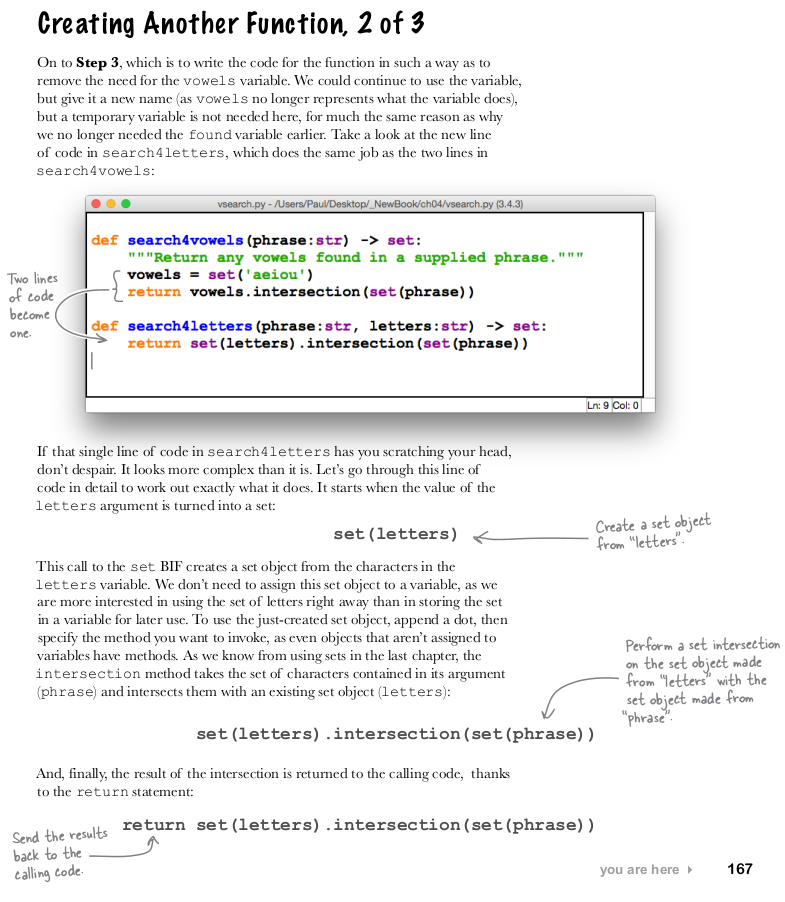 Creating Another Function, 2 of 3
On to Step 3, which is to write the code for the function in such a way as to
remove the need for the vowels variable. We could continue to use the variable,
but give it a new name (as vowels no longer represents what the variable does),
but a temporary variable is not needed here, for much the same reason as why
we no longer needed the found variable earlier. Take a look at the new line
of code in search4letters, which does the same job as the two lines in
search4vowels:
vsearch.py - /Users/Paul/Desktop/_NewBook/ch04/vsearch.py (3.4.3)
def search4vowels(phrase:str) -> set:
    """Return any vowels found in a supplied phrase."""
    vowels = set('aeiou')
    return vowels.intersection(set(phrase))
Two lines
of code
become
one.
def search4letters(phrase:str, letters:str) -> set:
    return set(letters).intersection(set(phrase))
Ln: 9 Col: 0
If that single line of code in search4letters has you scratching your head,
don't despair. It looks more complex than it is. Let's go through this line of
code in detail to work out exactly what it does. It starts when the value of the
letters argument is turned into a set:
set(letters)
Create a set object
from "letters".
This call to the set BIF creates a set object from the characters in the
letters variable. We don't need to assign this set object to a variable, as we
are more interested in using the set of letters right away than in storing the set
in a variable for later use. To use the just-created set object, append a dot, then
specify the method you want to invoke, as even objects that aren't assigned to
variables have methods. As we know from using sets in the last chapter, the
intersection method takes the set of characters contained in its argument
(phrase) and intersects them with an existing set object (letters):
Perform a set intersection
on the set object made
from "letters" with the
set object made from
"phrase".
set(letters).intersection(set(phrase))
And, finally, the result of the intersection is returned to the calling code, thanks
to the return statement:
return set(letters).intersection(set(phrase))
Send the results
back to the
calling code.
you are here 167